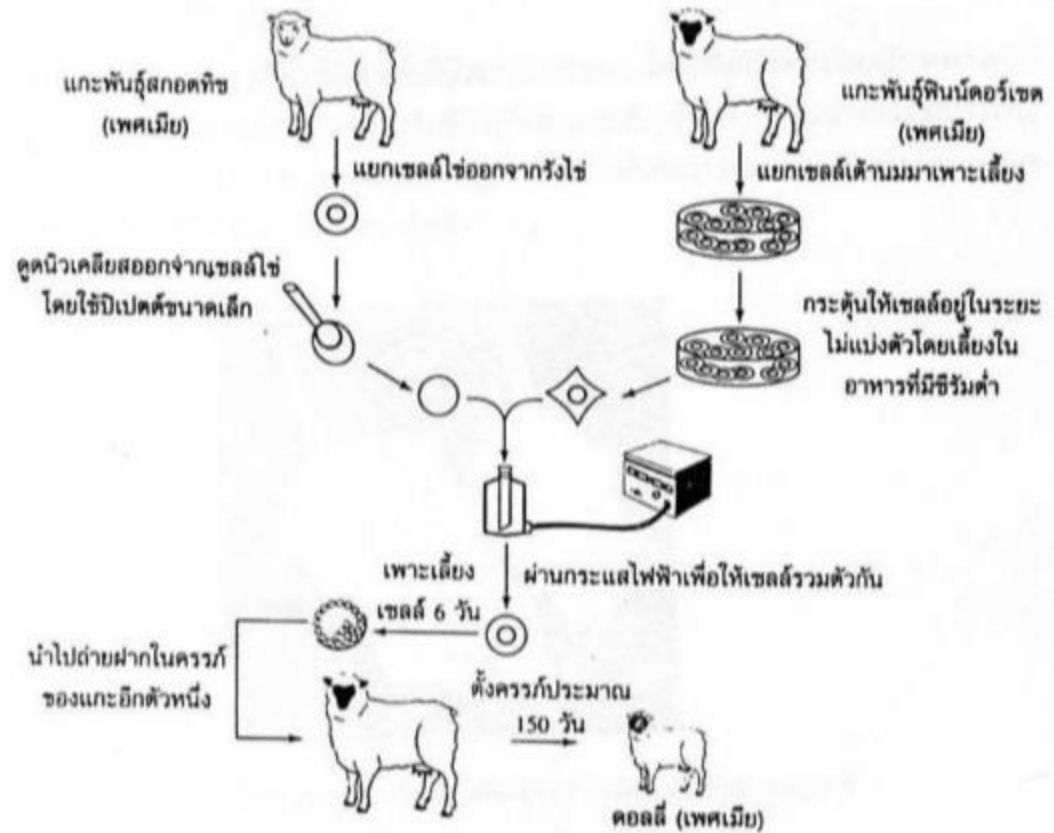 แกะพันธุ์สกอตทิช
(เพศเมีย)
แกะพันธุ์ฟินน์ดอร์เซต
(เพศเมีย)
แยกเซลล์ไข่ออกจากรังไข่
แยกเซลล์เต้านมมาเพาะเลี้ยง
ดูดนิวเคลียสออกจากเซลล์ไข่
โดยใช้ปิเปตต์ขนาดเล็ก
กระตุ้นให้เซลล์อยู่ในระยะ
ไม่แบ่งตัวโดยเลี้ยงใน
อาหารที่มีซีรัมต่ำ
เพาะเลี้ยง
เซลล์ 6 วัน
ผ่านกระแสไฟฟ้าเพื่อให้เซลล์รวมตัวกัน
นำไปถ่ายฝากในครรภ์
ของแกะอีกตัวหนึ่ง
ตั้งครรภ์ประมาณ
150 วัน
ดอลลี่ (เพศเมีย)